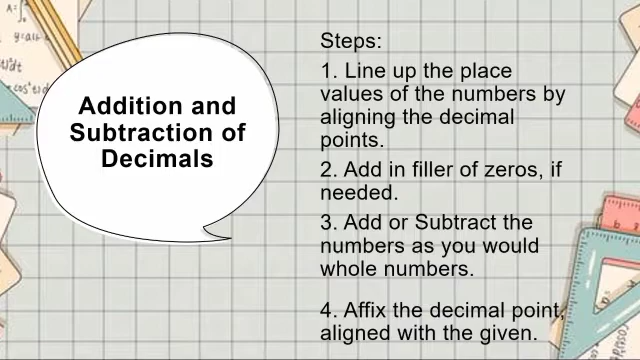 Addition and
Subtraction of
Decimals
Steps:
1. Line up the place
values of the numbers by
aligning the decimal
points.
2. Add in filler of zeros, if
needed.
3. Add or Subtract the
numbers as you would
whole numbers.
4. Affix the decimal point,
aligned with the given.